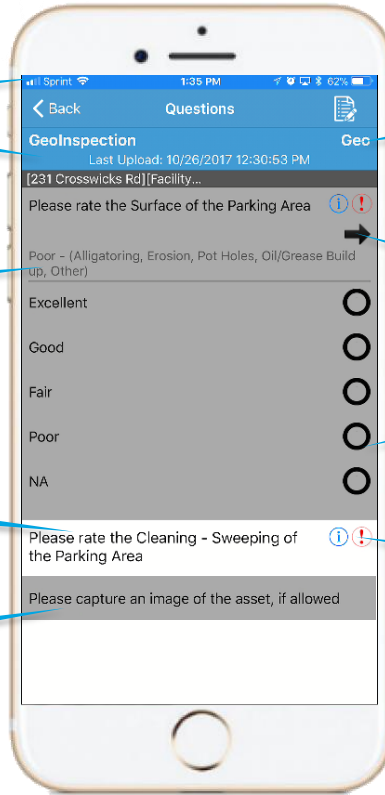 Sprint 1:35 PM 62%
Back Questions
GeoInspection Gec
Last Upload: 10/26/2017 12:30:53 PM
[231 Crosswicks Rd][Facility...
Please rate the Surface of the Parking Area
Poor - (Alligatoring, Erosion, Pot Holes, Oil/Grease Build
up, Other)
Excellent
Good
Fair
Poor
NA
Please rate the Cleaning - Sweeping of
the Parking Area
Please capture an image of the asset, if allowed